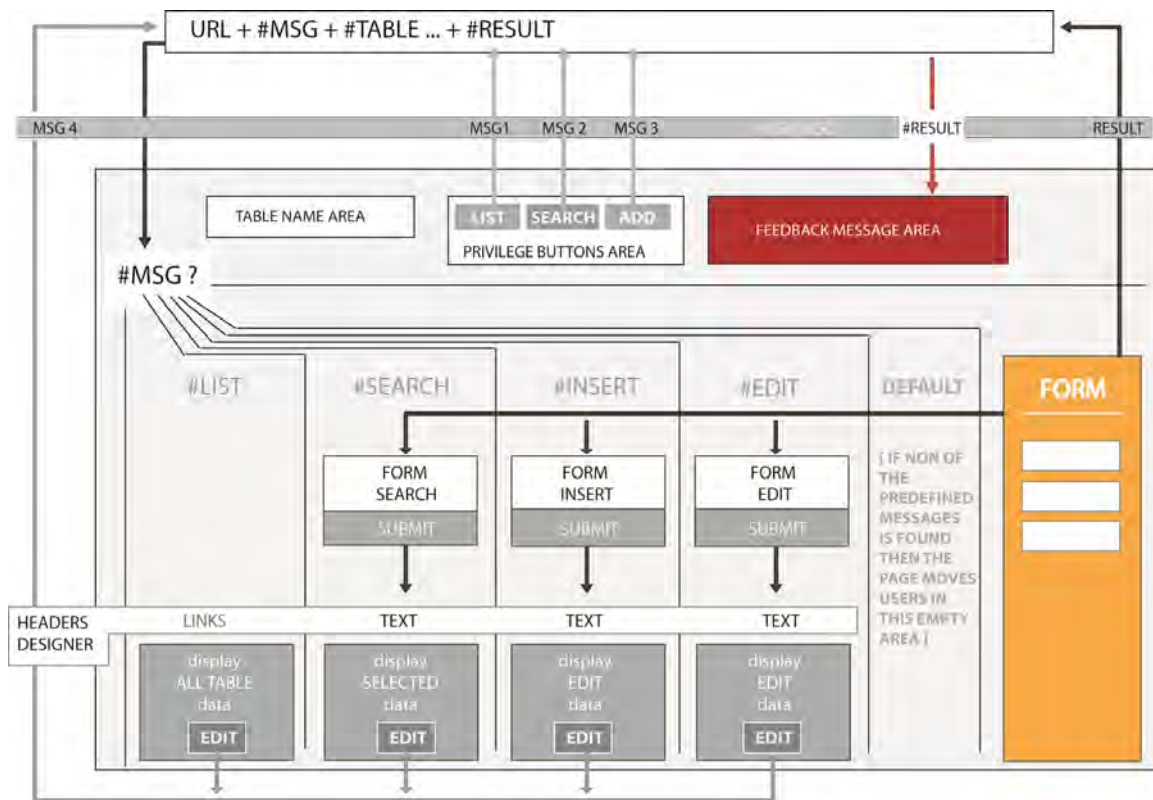 URL + #MSG + #TABLE ... + #RESULT
MSG 4
MSG1
MSG 2
MSG 3
#RESULT
RESULT
TABLE NAME AREA
LIST
SEARCH
ADD
PRIVILEGE BUTTONS AREA
FEEDBACK MESSAGE AREA
#MSG ?
#LIST
#SEARCH
#INSERT
#EDIT
DEFAULT
FORM
FORM
SEARCH
SUBMIT
FORM
INSERT
SUBMIT
FORM
EDIT
SUBMIT
[ IF NON OF
THE
PREDEFINED
MESSAGES
IS FOUND
THEN THE
PAGE MOVES
USERS IN
THIS EMPTY
AREA ]
HEADERS
DESIGNER
LINKS
TEXT
TEXT
TEXT
display
ALL TABLE
data
EDIT
display
SELECTED
data
EDIT
display
EDIT
data
EDIT
display
EDIT
data
EDIT